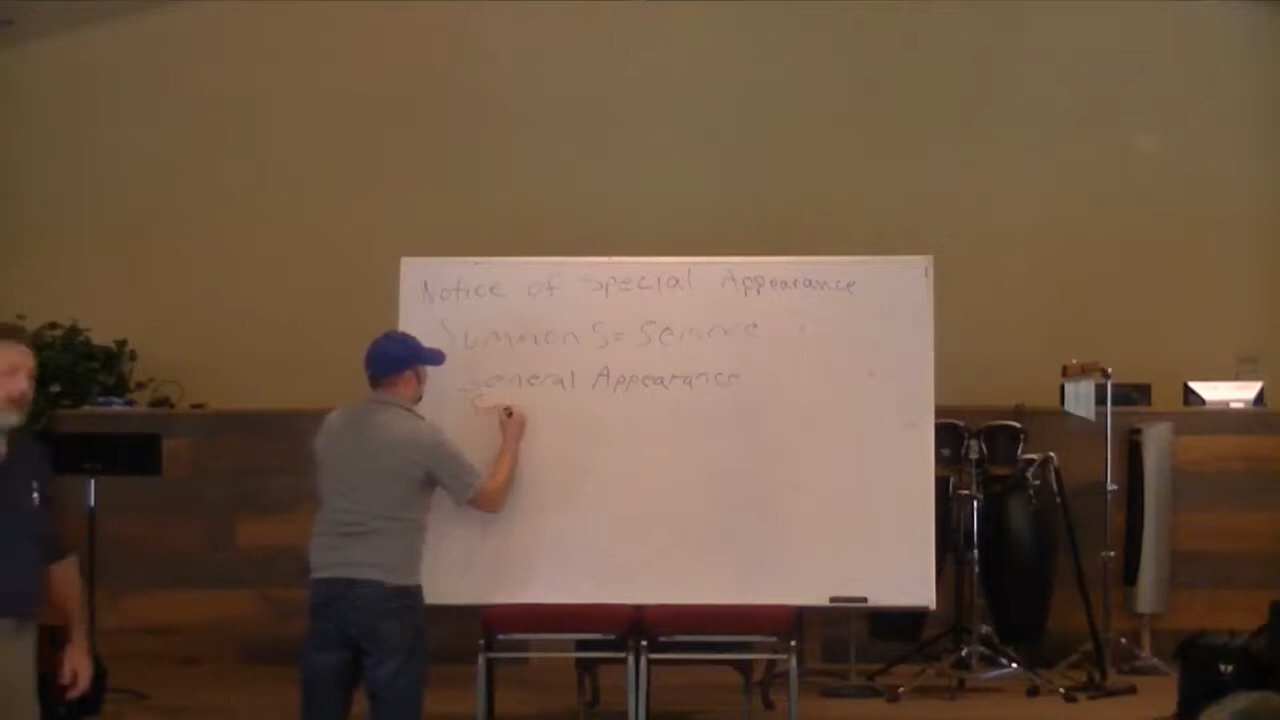 Notice of Special Appearance
Summons - Service
General Appearance